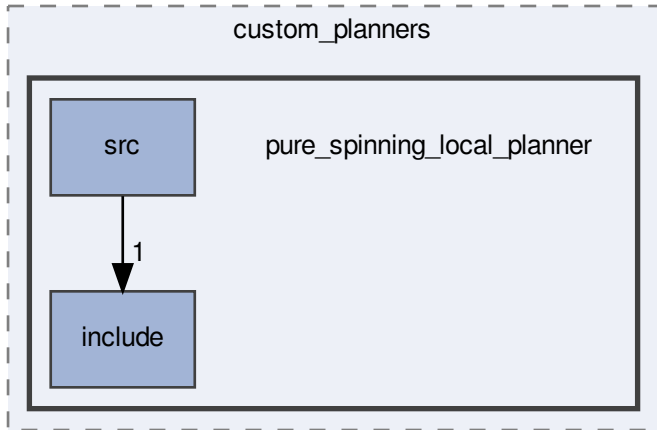 custom_planners
src
pure_spinning_local_planner
1
include